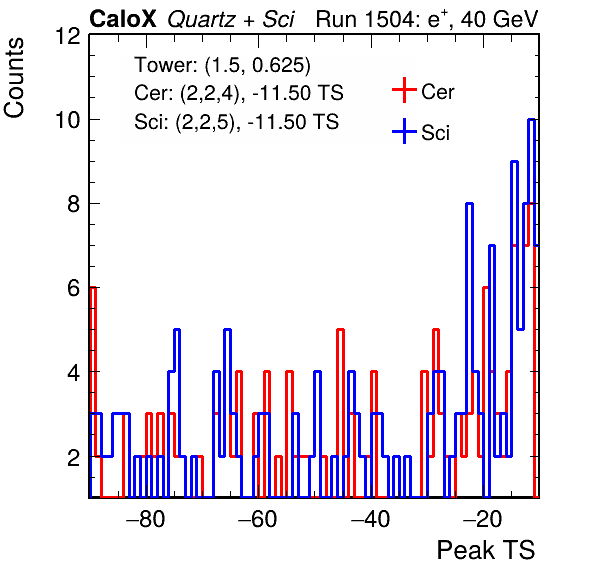 CaloX Quartz + Sci Run 1504: e⁺, 40 GeV
Counts
12
10
8
6
4
2
Tower: (1.5, 0.625)
Cer: (2,2,4), -11.50 TS
Sci: (2,2,5), -11.50 TS
Cer
Sci
−80 −60 −40 −20
Peak TS